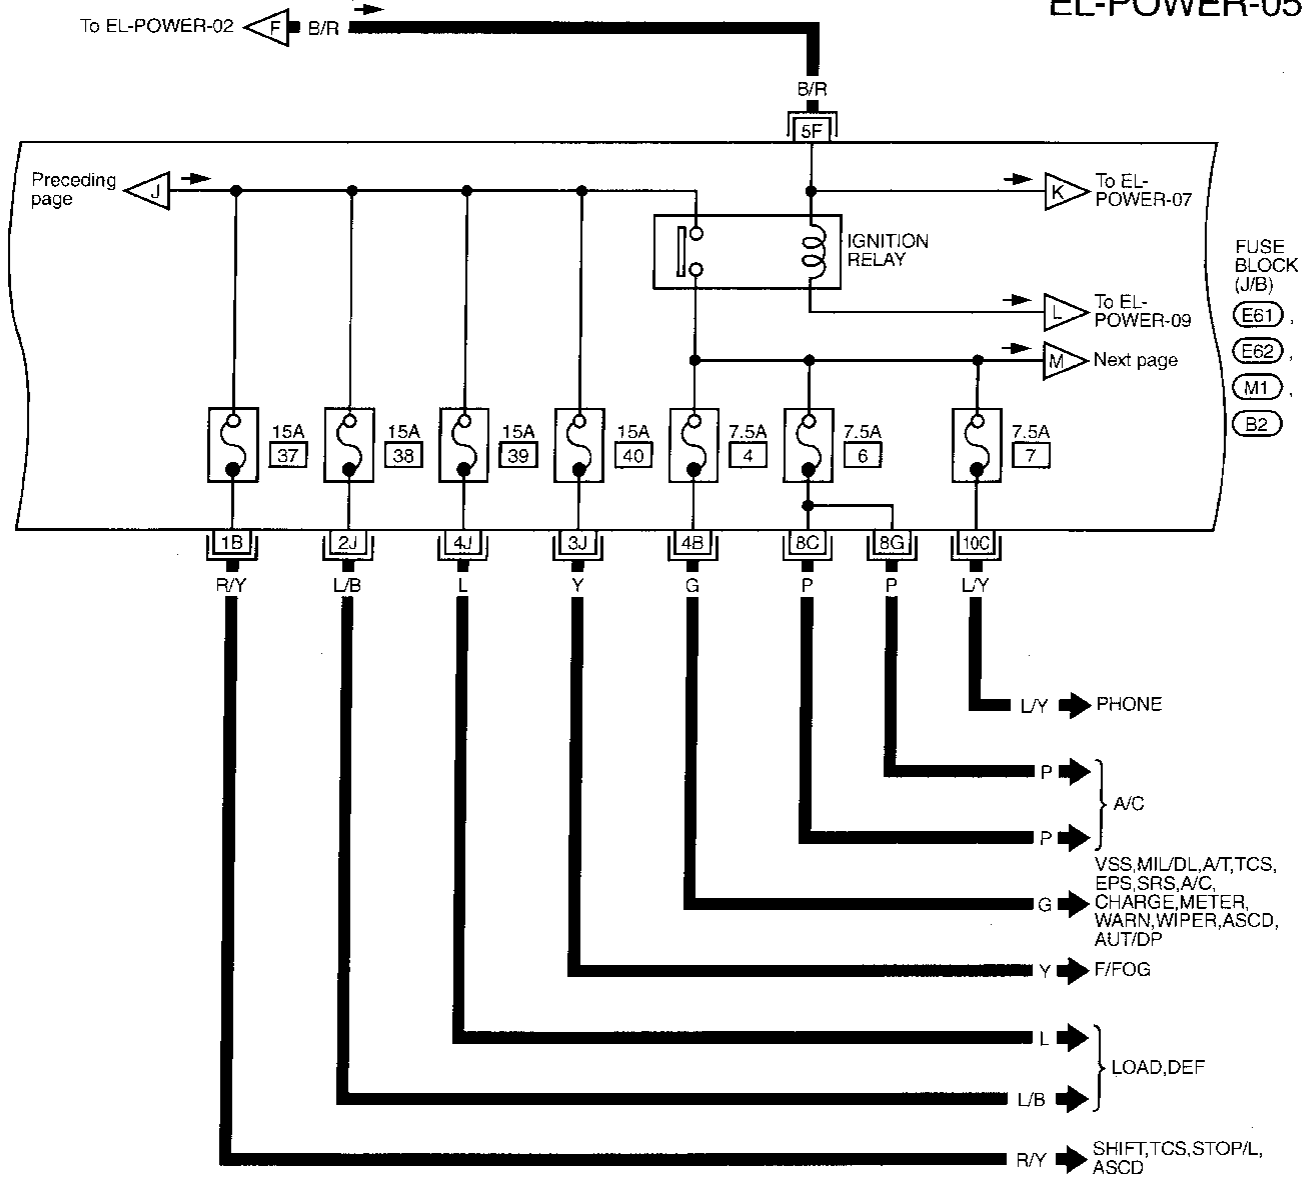 EL-POWER-05
To EL-POWER-02
F
B/R
B/R
5F
Preceding
page
J
K
To EL-
POWER-07
IGNITION
RELAY
L
To EL-
POWER-09
M
Next page
FUSE
BLOCK
(J/B)
E61 ,
E62 ,
M1 ,
B2
15A
37
15A
38
15A
39
15A
40
7.5A
4
7.5A
6
7.5A
7
1B
2J
4J
3J
4B
8C
8G
10C
R/Y
L/B
L
Y
G
P
P
L/Y
L/Y
PHONE
P
A/C
P
G
VSS,MIL/DL,A/T,TCS,
EPS,SRS,A/C,
CHARGE,METER,
WARN,WIPER,ASCD,
AUT/DP
Y
F/FOG
L
LOAD,DEF
L/B
R/Y
SHIFT,TCS,STOP/L,
ASCD